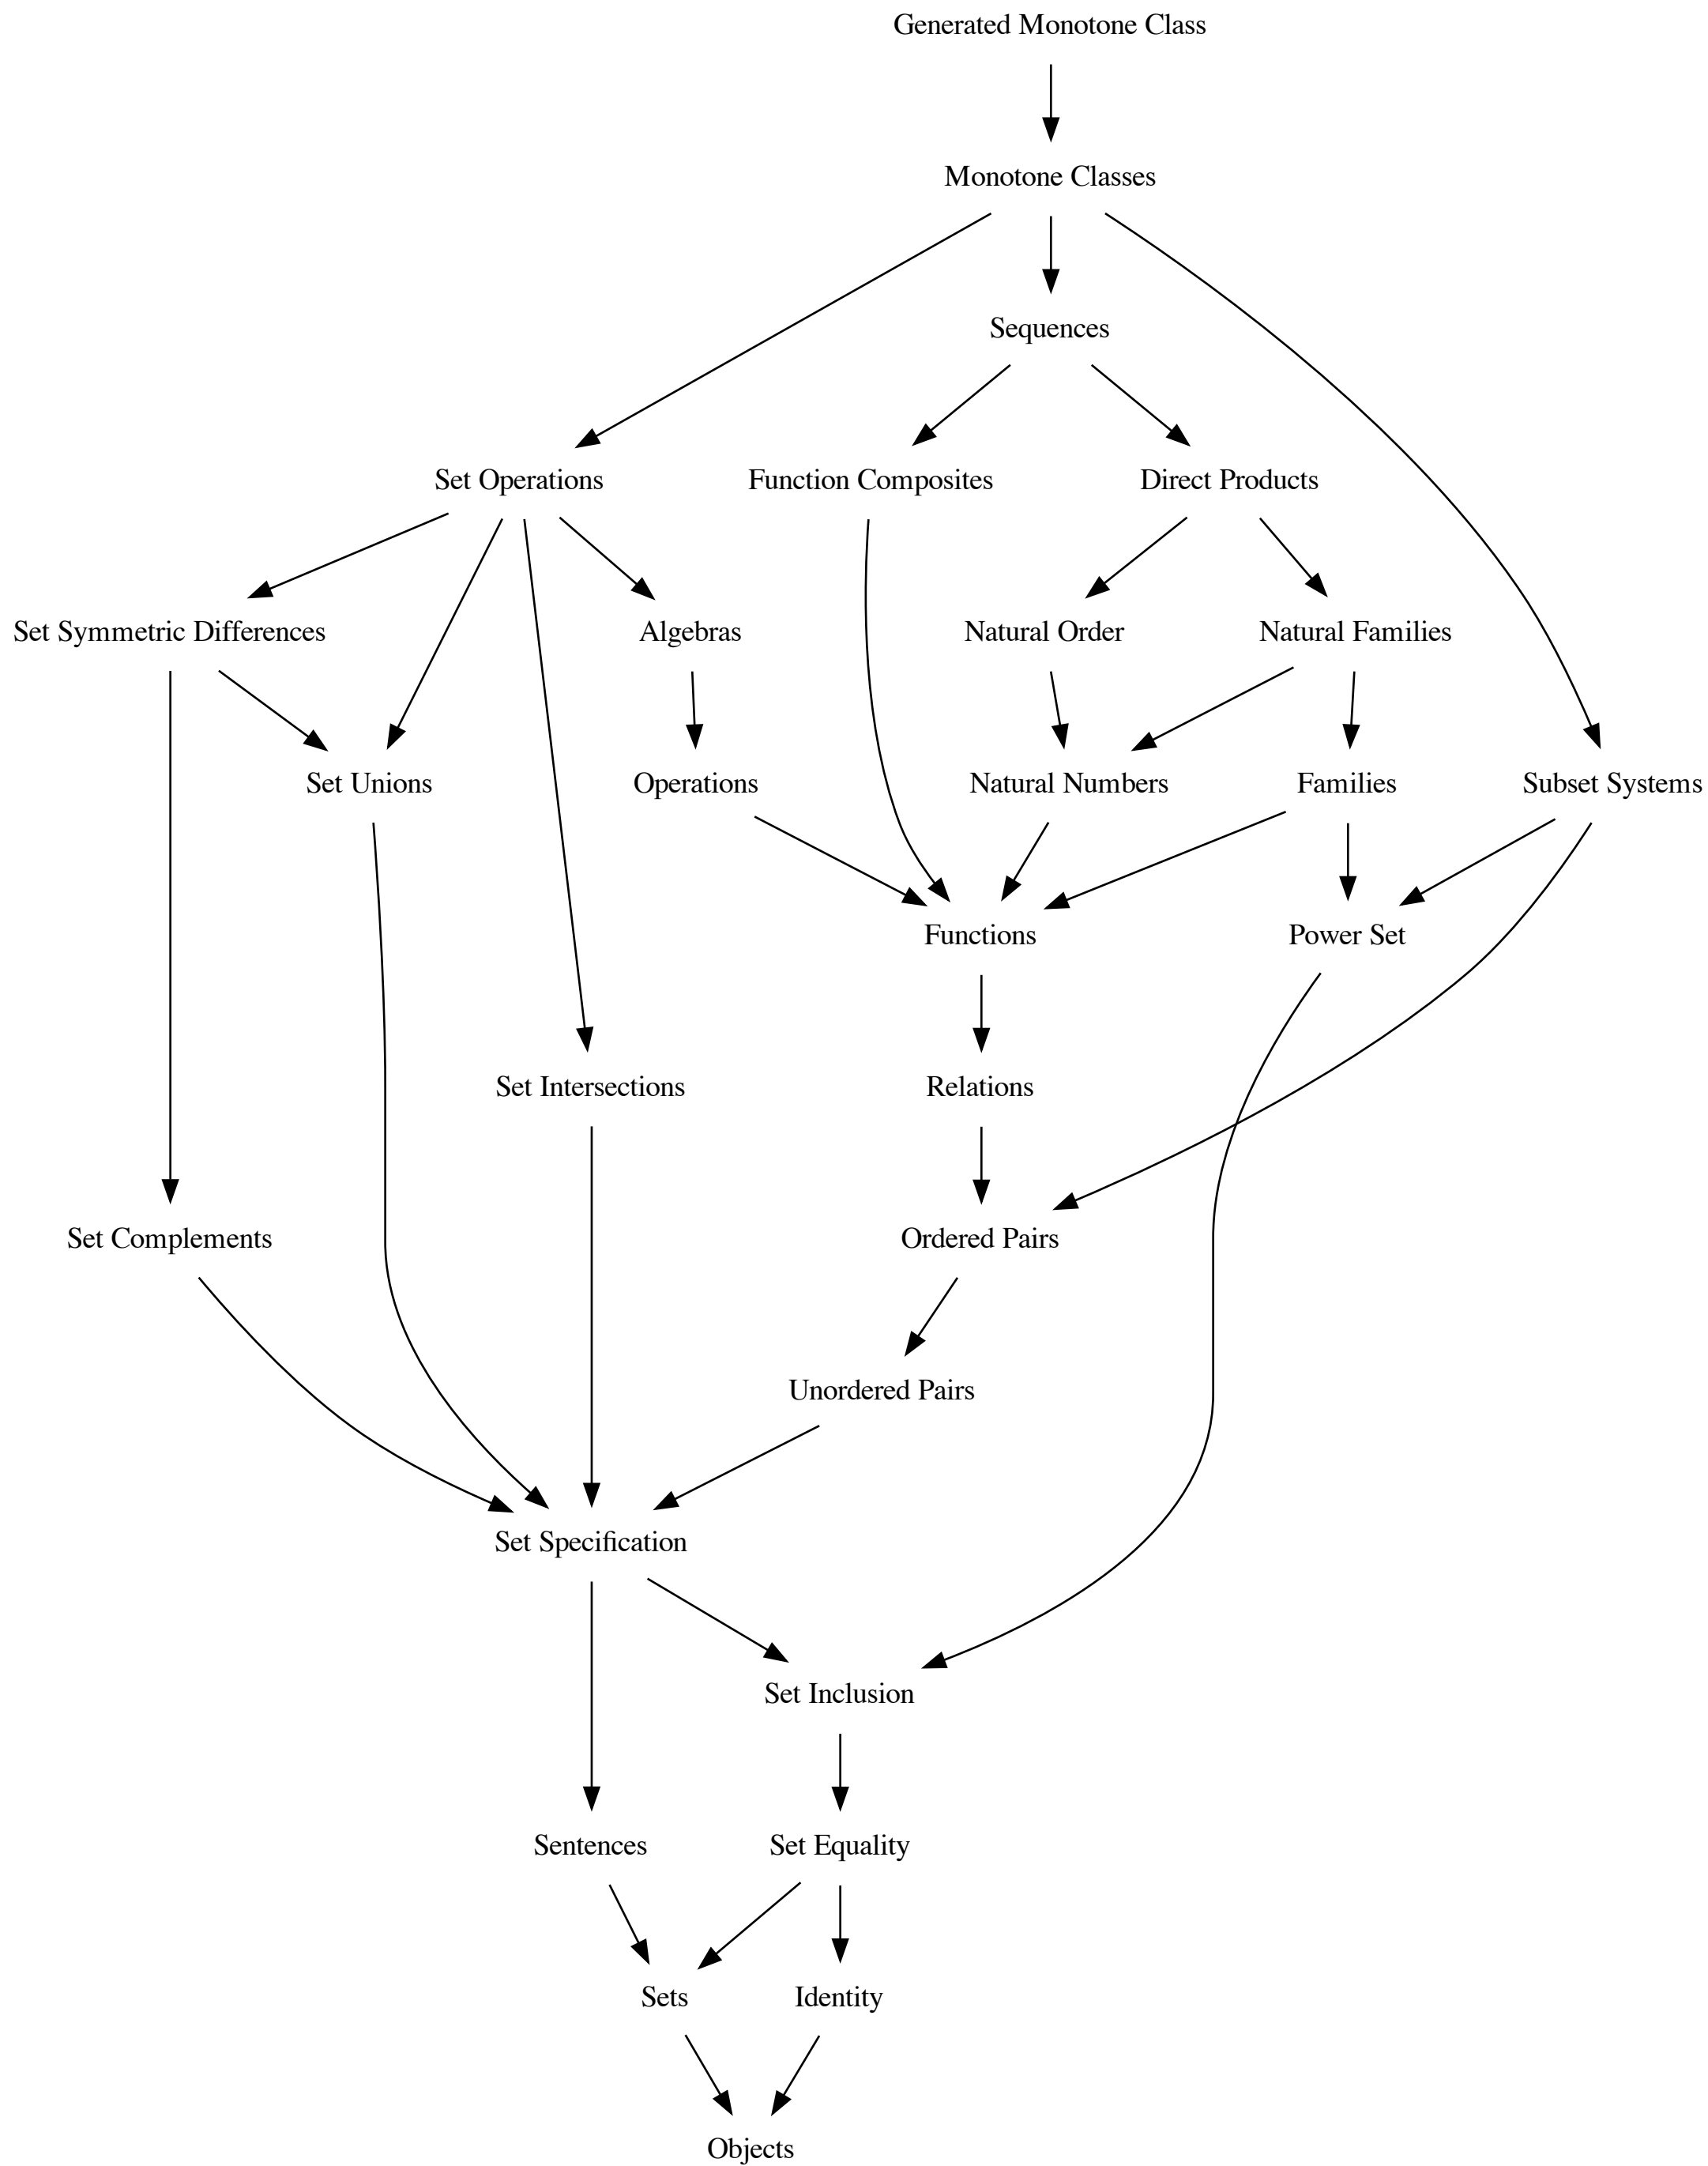 Generated Monotone Class
Monotone Classes
Sequences
Set Operations
Function Composites
Direct Products
Set Symmetric Differences
Algebras
Natural Order
Natural Families
Set Unions
Operations
Natural Numbers
Families
Subset Systems
Functions
Power Set
Set Intersections
Relations
Set Complements
Ordered Pairs
Unordered Pairs
Set Specification
Set Inclusion
Sentences
Set Equality
Sets
Identity
Objects